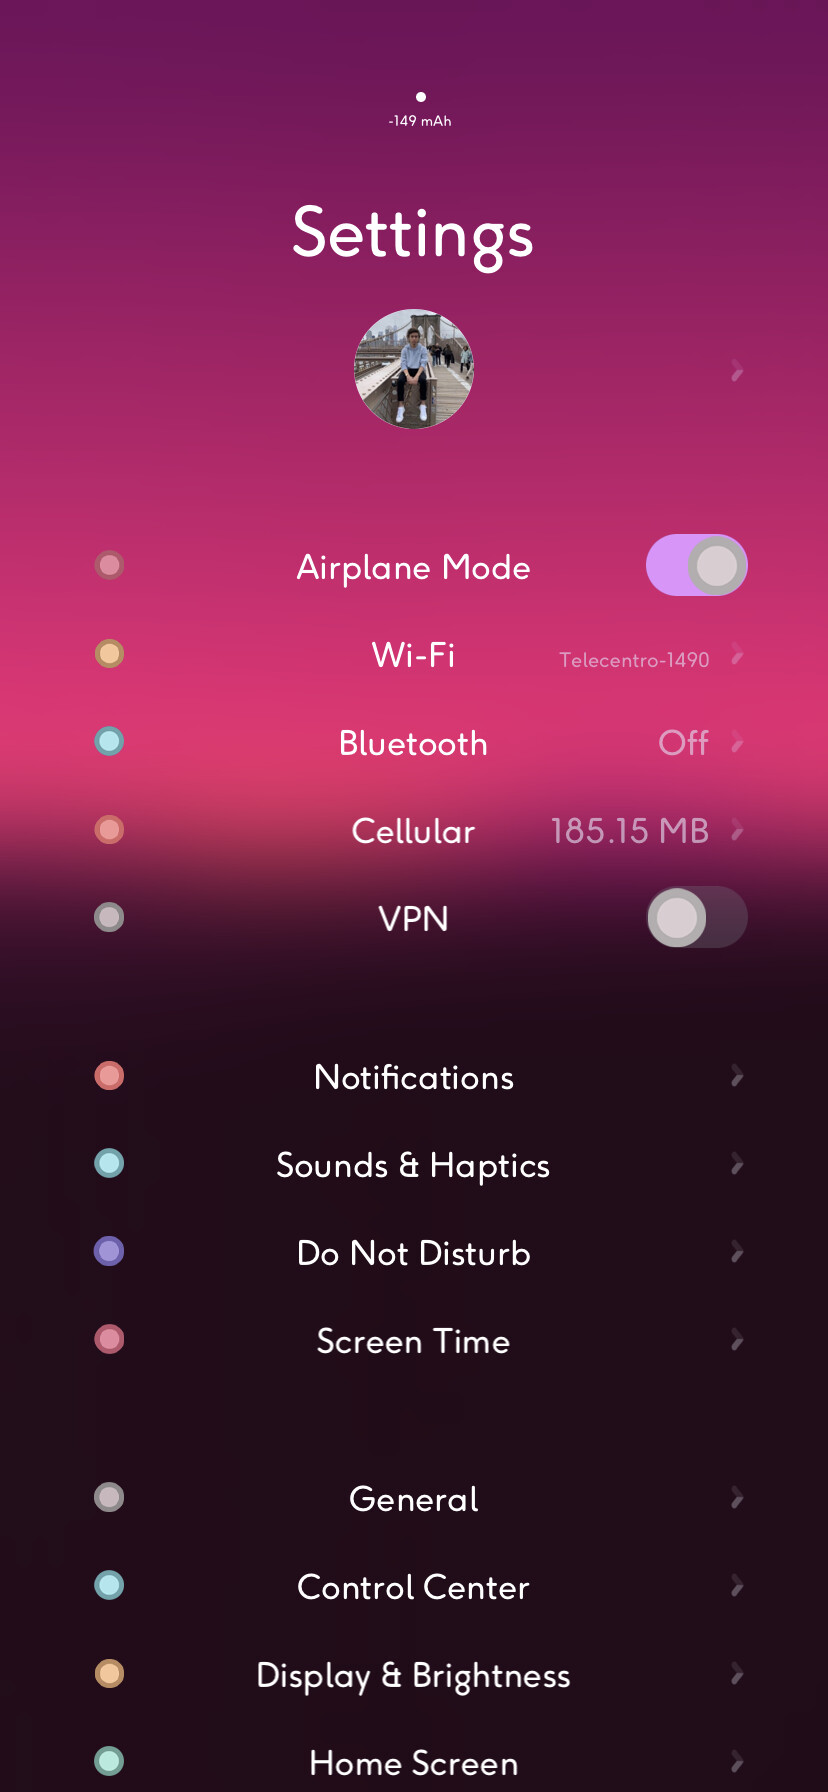 -149 mAh
Settings
Airplane Mode
Wi-Fi Telecentro-1490
Bluetooth Off
Cellular 185.15 MB
VPN
Notifications
Sounds & Haptics
Do Not Disturb
Screen Time
General
Control Center
Display & Brightness
Home Screen